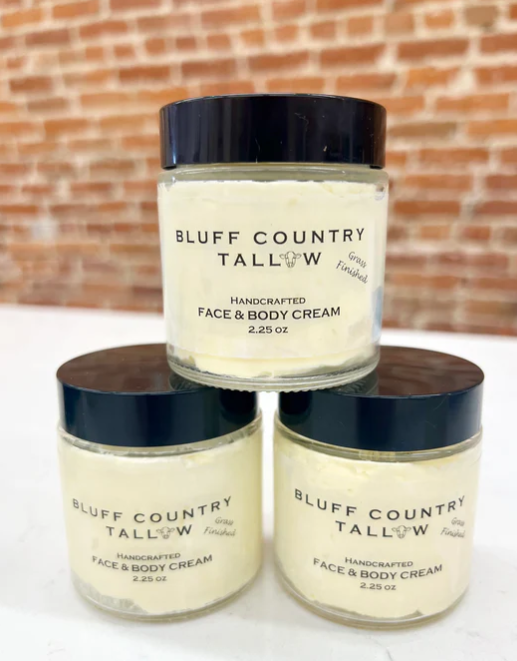 BLUFF COUNTRY
TALLOW
Grass
Finished
HANDCRAFTED
FACE & BODY CREAM
2.25 oz
BLUFF COUNTRY
TALLOW
Grass
Finished
HANDCRAFTED
FACE & BODY CREAM
2.25 oz
BLUFF COUNTRY
TALLOW
Grass
Finished
HANDCRAFTED
FACE & BODY CREAM
2.25 oz